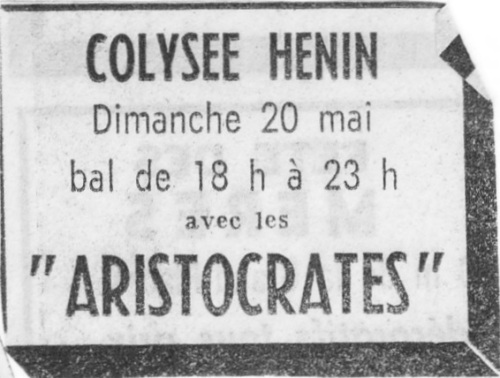 COLYSEE HENIN
Dimanche 20 mai
bal de 18 h à 23 h
avec les
"ARISTOCRATES"